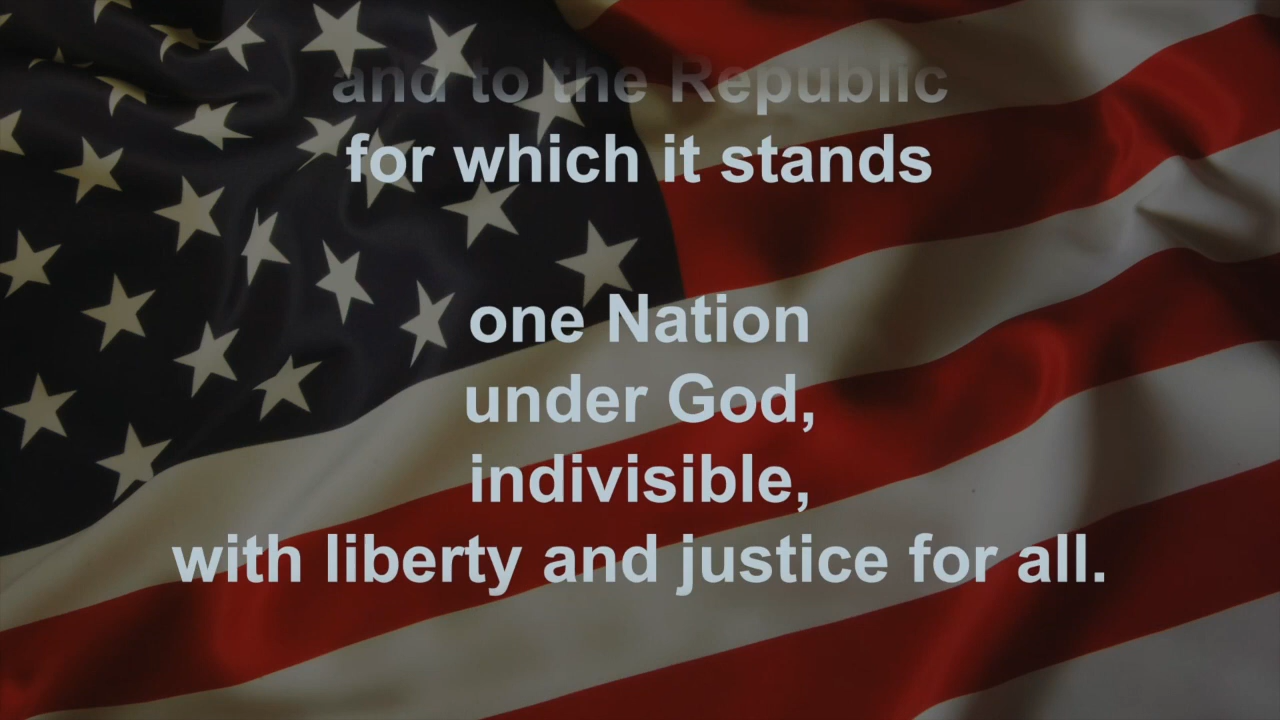 and to the Republic
for which it stands
one Nation
under God,
indivisible,
with liberty and justice for all.